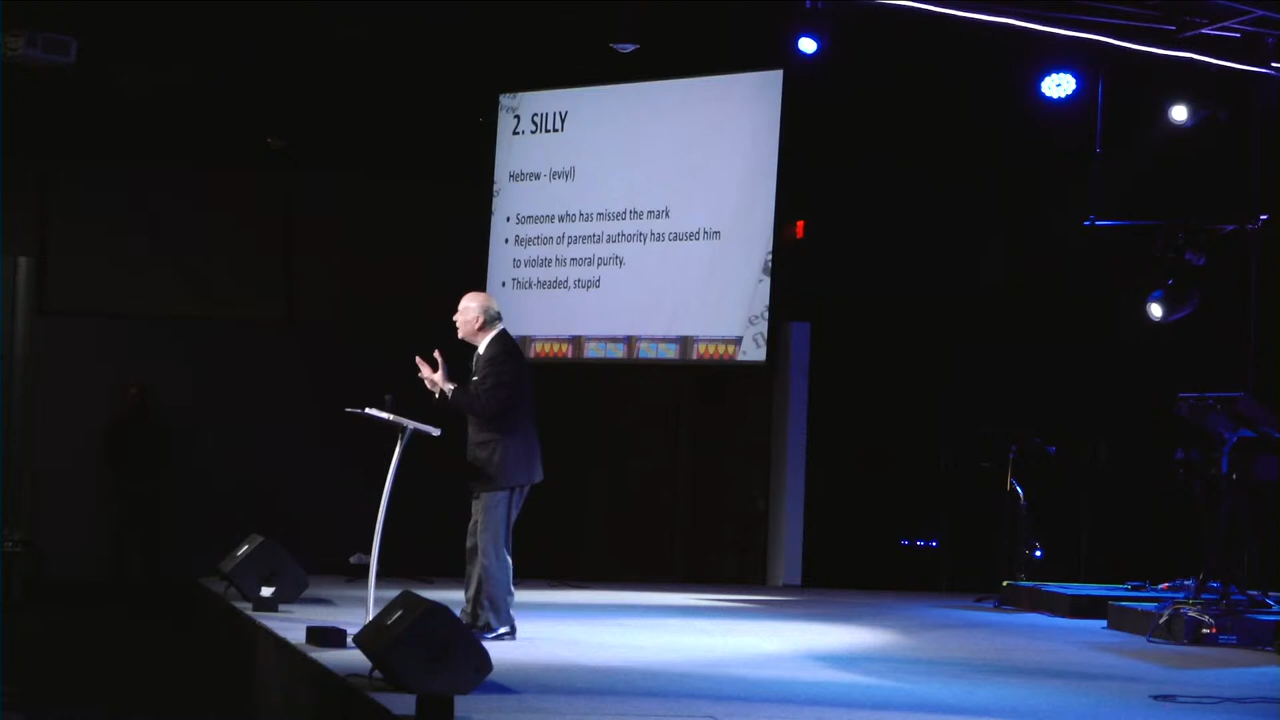 2. SILLY
Hebrew - (eviyl)
• Someone who has missed the mark
• Rejection of parental authority has caused him
to violate his moral purity.
• Thick-headed, stupid